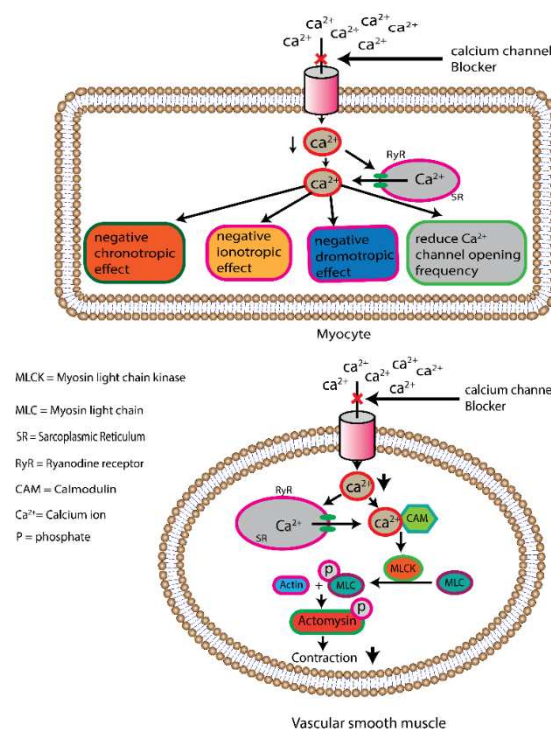 ca²⁺
ca²⁺
ca²⁺
ca²⁺
ca²⁺
ca²⁺
calcium channel
Blocker
ca²⁺
RyR
Ca²⁺
SR
ca²⁺
negative
chronotropic
effect
negative
ionotropic
effect
negative
dromotropic
effect
reduce Ca²⁺
channel opening
frequency
Myocyte
MLCK = Myosin light chain kinase
MLC = Myosin light chain
SR = Sarcoplasmic Reticulum
RyR = Ryanodine receptor
CAM = Calmodulin
Ca²⁺= Calcium ion
P = phosphate
ca²⁺
ca²⁺
ca²⁺
ca²⁺
ca²⁺
ca²⁺
calcium channel
Blocker
ca²⁺
RyR
Ca²⁺
SR
ca²⁺
CAM
MLCK
MLC
p
MLC
Actin
+
p
Actomysin
Contraction
Vascular smooth muscle